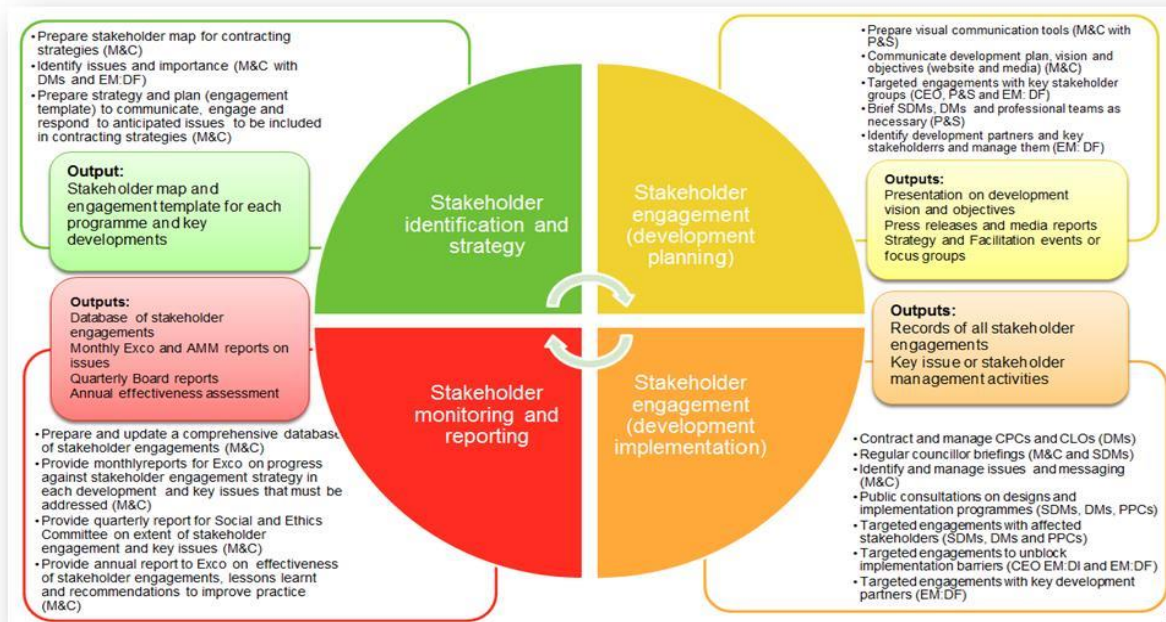 • Prepare stakeholder map for contracting
strategies (M&C)
• Identify issues and importance (M&C with
DMs and EM:DF)
• Prepare strategy and plan (engagement
template) to communicate, engage and
respond to anticipated issues to be included
in contracting strategies (M&C)
Output:
Stakeholder map and
engagement template for each
programme and key
developments
Stakeholder
identification and
strategy
• Prepare visual communication tools (M&C with
P&S)
• Communicate development plan, vision and
objectives (website and media) (M&C)
• Targeted engagements with key stakeholder
groups (CEO, P&S and EM: DF)
• Brief SDMs, DMs and professional teams as
necessary (P&S)
• Identify development partners and key
stakeholderrs and manage them (EM: DF)
Stakeholder
engagement
(development
planning)
Outputs:
Presentation on development
vision and objectives
Press releases and media reports
Strategy and Facilitation events or
focus groups
Outputs:
Database of stakeholder
engagements
Monthly Exco and AMM reports on
issues
Quarterly Board reports
Annual effectiveness assessment
Stakeholder
monitoring and
reporting
• Prepare and update a comprehensive database
of stakeholder engagements (M&C)
• Provide monthlyreports for Exco on progress
against stakeholder engagement strategy in
each development and key issues that must be
addressed (M&C)
• Provide quarterly report for Social and Ethics
Committee on extent of stakeholder
engagement and key issues (M&C)
• Provide annual report to Exco on effectiveness
of stakeholder engagements, lessons learnt
and recommendations to improve practice
(M&C)
Stakeholder
engagement
(development
implementation)
Outputs:
Records of all stakeholder
engagements
Key issue or stakeholder
management activities
• Contract and manage CPCs and CLOs (DMs)
• Regular councillor briefings (M&C and SDMs)
• Identify and manage issues and messaging
(M&C)
• Public consultations on designs and
implementation programmes (SDMs, DMs, PPCs)
• Targeted engagements with affected
stakeholders (SDMs, DMs and PPCs)
• Targeted engagements to unblock
implementation barriers (CEO EM:DI and EM:DF)
• Targeted engagements with key development
partners (EM:DF)